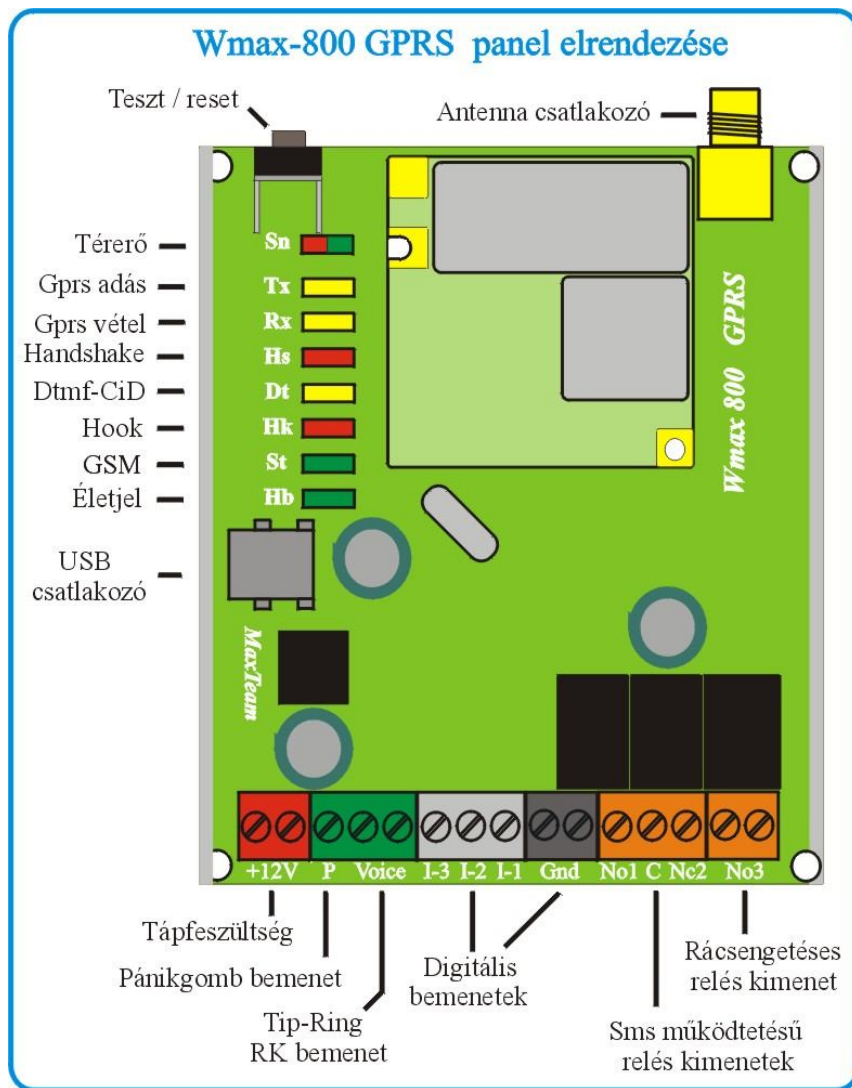 Wmax-800 GPRS panel elrendezése
Teszt / reset
Antenna csatlakozó
Térerő
Sn
Gprs adás
Tx
Gprs vétel
Rx
Handshake
Hs
Dtmf-CiD
Dt
Hook
Hk
GSM
St
Életjel
Hb
Wmax 800 GPRS
USB
csatlakozó
MaxTeam
+12V P Voice I-3 I-2 I-1 Gnd No1 C Nc2 No3
Tápfeszültség
Pánikgomb bemenet
Tip-Ring
RK bemenet
Digitális
bemenetek
Rácsengetéses
relés kimenet
Sms működtetésű
relés kimenetek